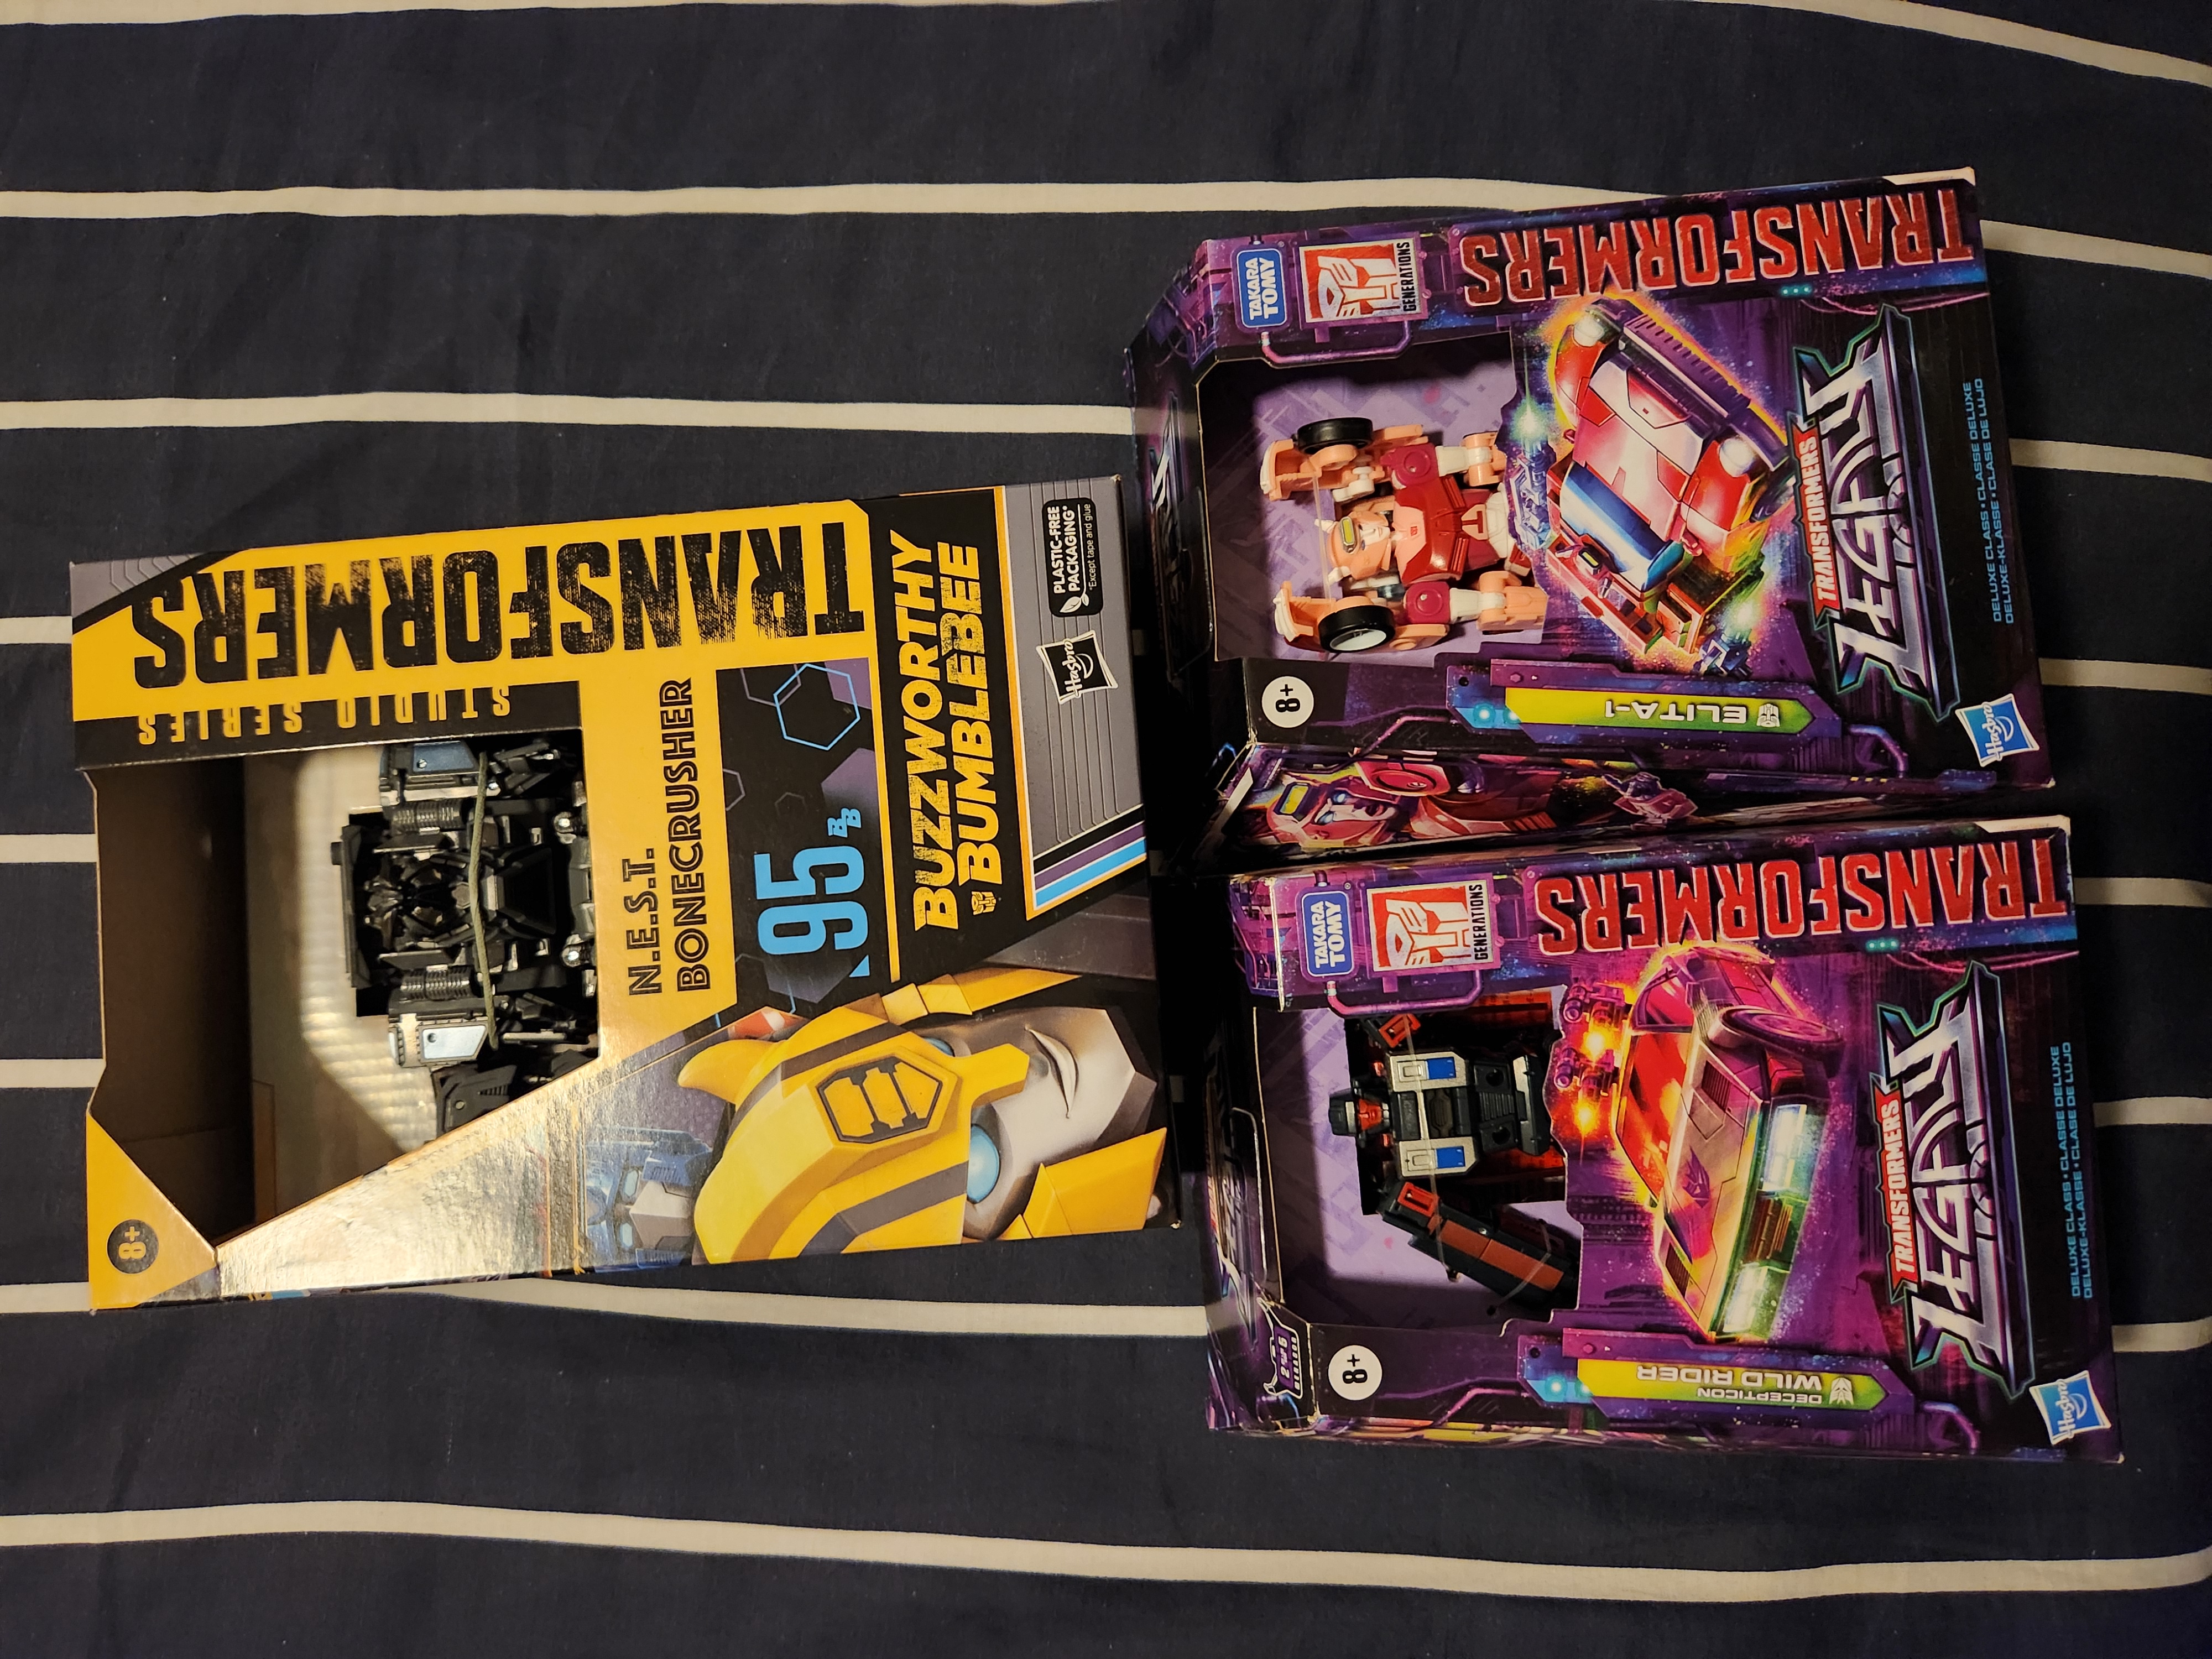 TRANSFORMERS
STUDIO SERIES
N.E.S.T.
BONECRUSHER
95
BB
BUZZWORTHY
BUMBLEBEE
PLASTIC-FREE
PACKAGING*
*Except tape and glue
Hasbro
8+
TAKARA
TOMY
GENERATIONS
TRANSFORMERS
TRANSFORMERS
LEGACY
DELUXE CLASS • CLASSE DELUXE
DELUXE-KLASSE • CLASE DE LUJO
ELITA-1
8+
Hasbro
TAKARA
TOMY
GENERATIONS
TRANSFORMERS
TRANSFORMERS
LEGACY
DELUXE CLASS • CLASSE DELUXE
DELUXE-KLASSE • CLASE DE LUJO
DECEPTICON
WILD RIDER
8+
Hasbro